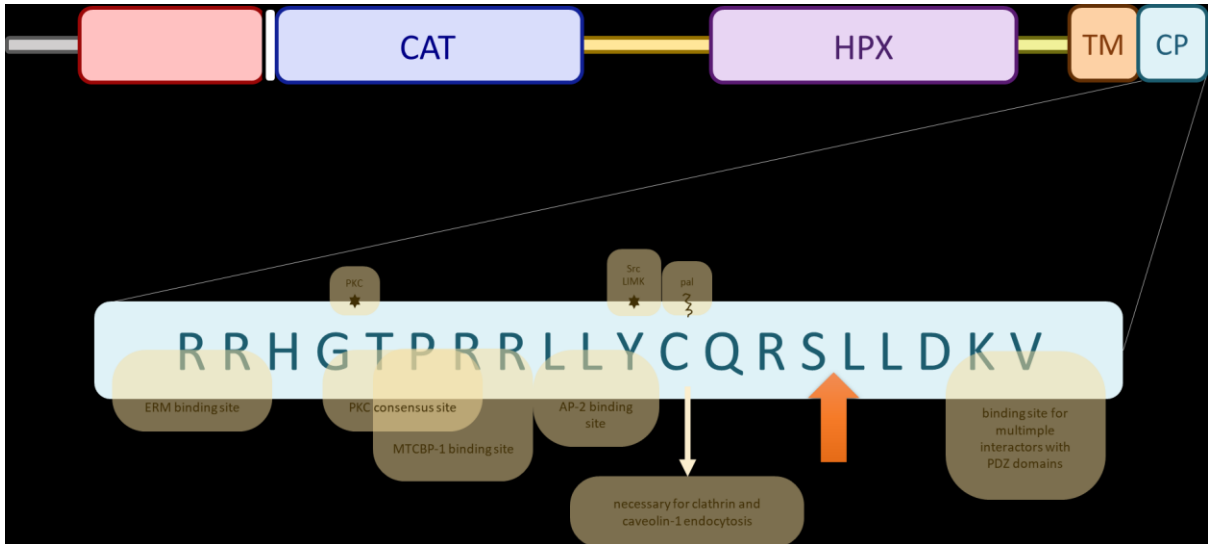 CAT
HPX
TM
CP
PKC
Src
LIMK
pal
RRHGTPRRLLYCQRSLLDKV
ERM binding site
PKC consensus site
MTCBP-1 binding site
AP-2 binding
site
binding site for
multimple
interactors with
PDZ domains
necessary for clathrin and
caveolin-1 endocytosis